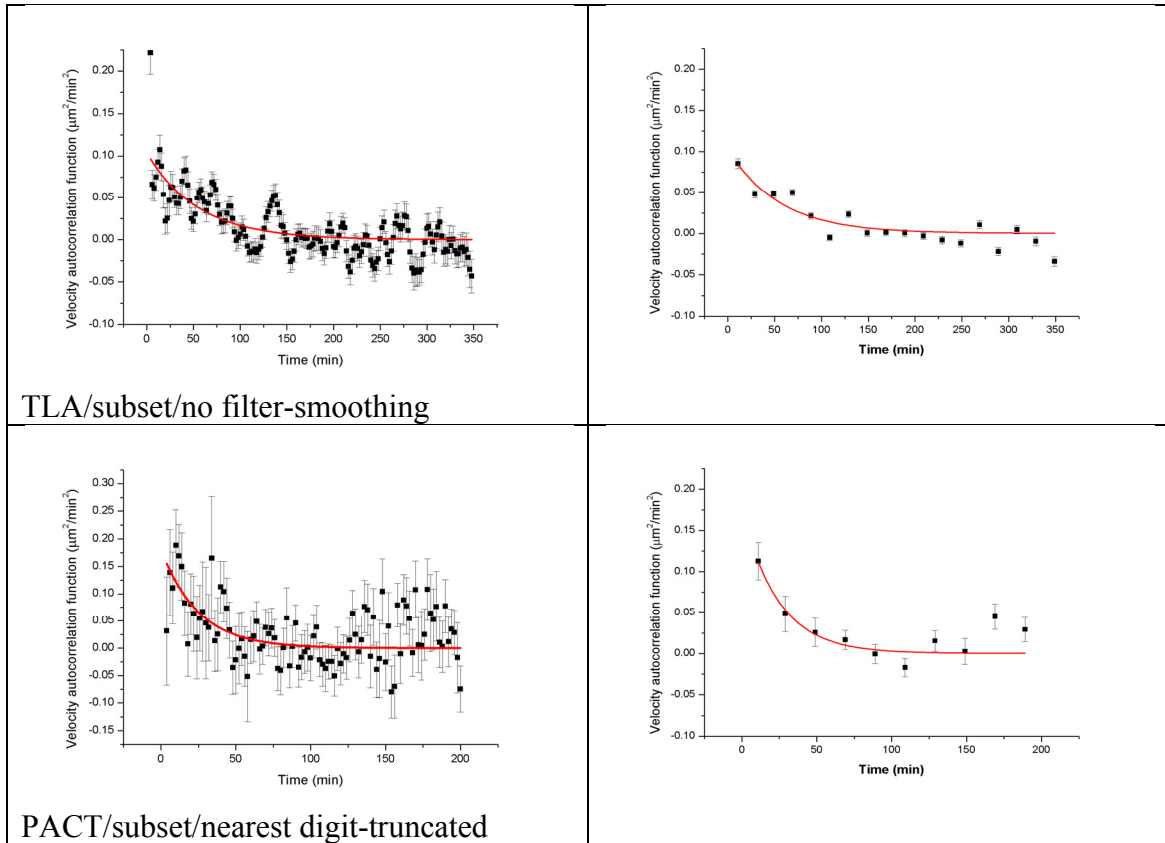 Velocity autocorrelation function (μm²/min²)
0.20
0.15
0.10
0.05
0.00
-0.05
-0.10
0 50 100 150 200 250 300 350
Time (min)
TLA/subset/no filter-smoothing
Velocity autocorrelation function (μm²/min²)
0.20
0.15
0.10
0.05
0.00
-0.05
-0.10
0 50 100 150 200 250 300 350
Time (min)
Velocity autocorrelation function (μm²/min²)
0.30
0.25
0.20
0.15
0.10
0.05
0.00
-0.05
-0.10
-0.15
0 50 100 150 200
Time (min)
PACT/subset/nearest digit-truncated
Velocity autocorrelation function (μm²/min²)
0.20
0.15
0.10
0.05
0.00
-0.05
-0.10
0 50 100 150 200
Time (min)